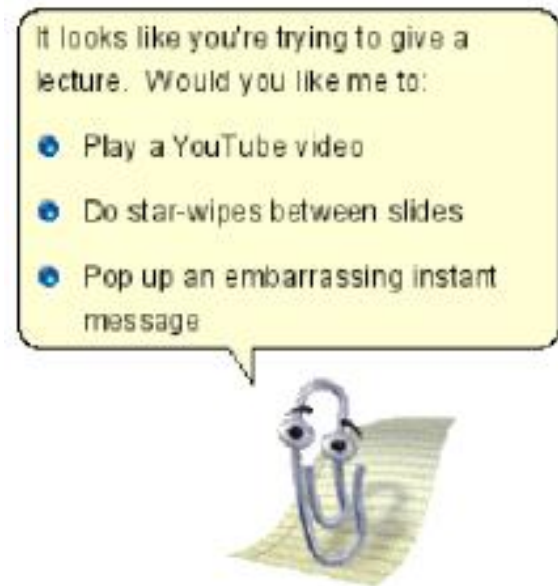 It looks like you're trying to give a
lecture. Would you like me to:
Play a YouTube video
Do star-wipes between slides
Pop up an embarrassing instant
message